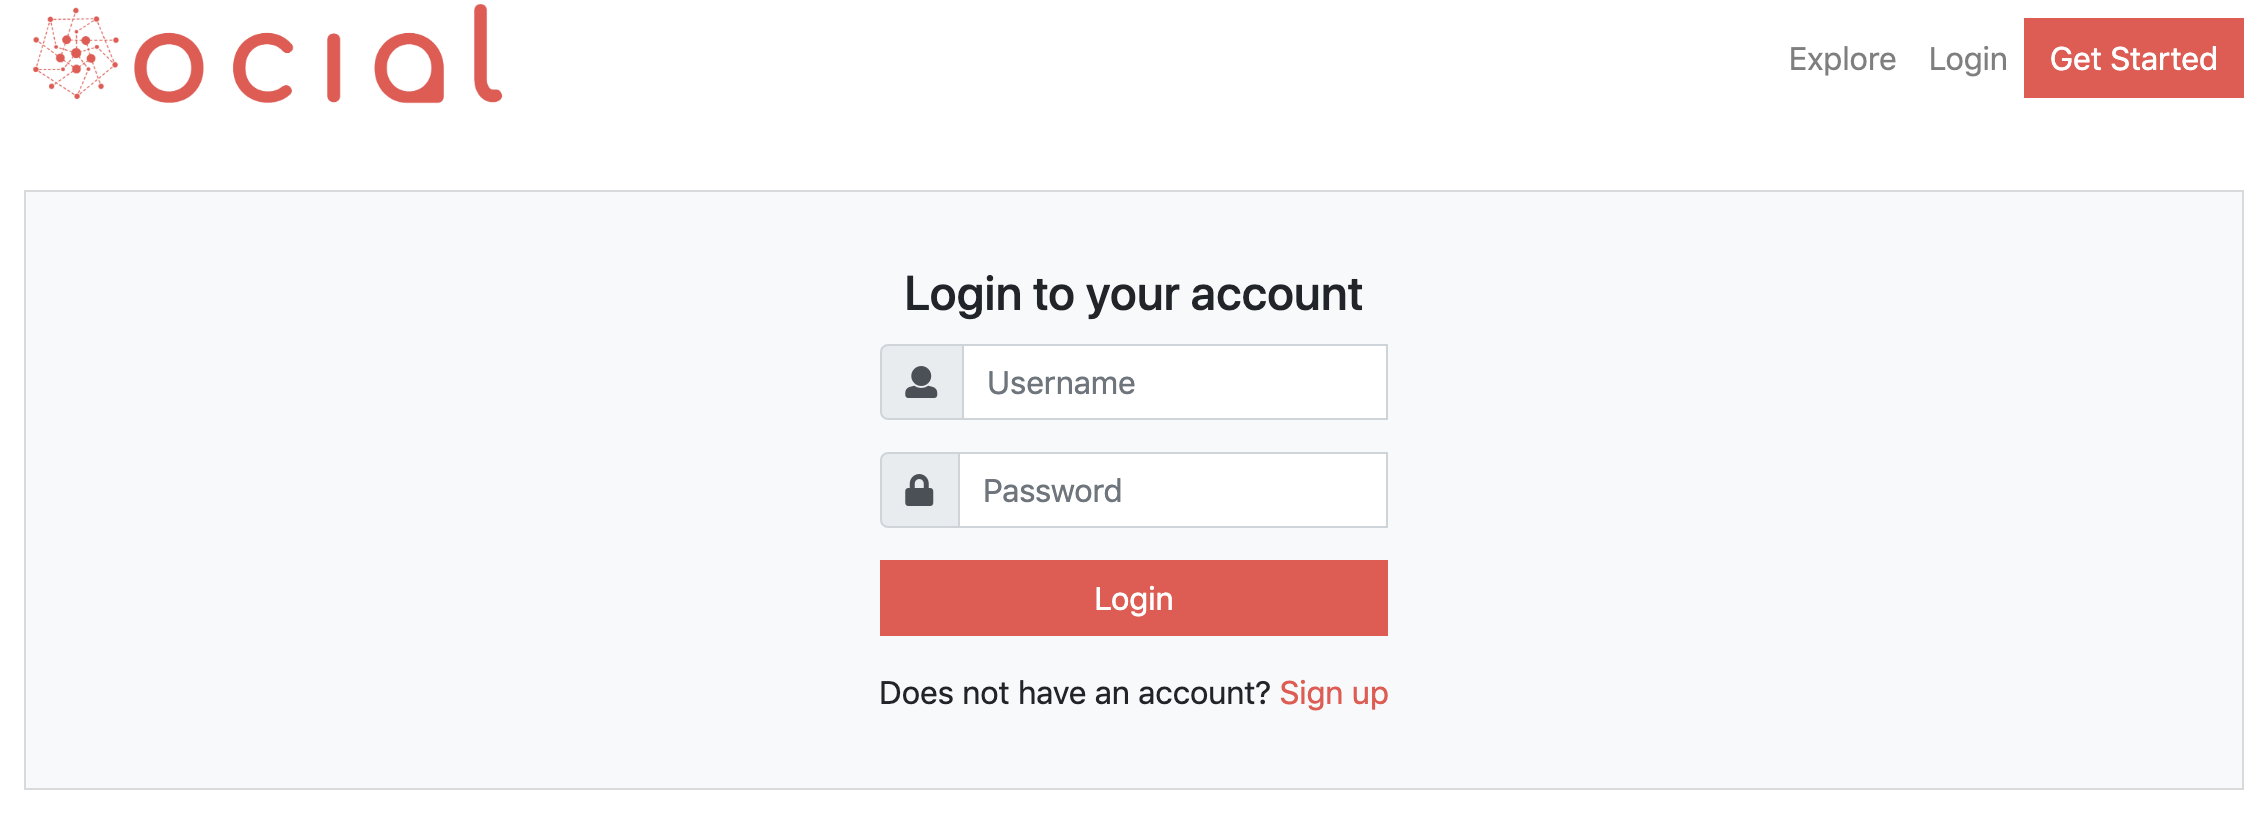 ocial
Explore Login Get Started
Login to your account
Username
Password
Login
Does not have an account? Sign up